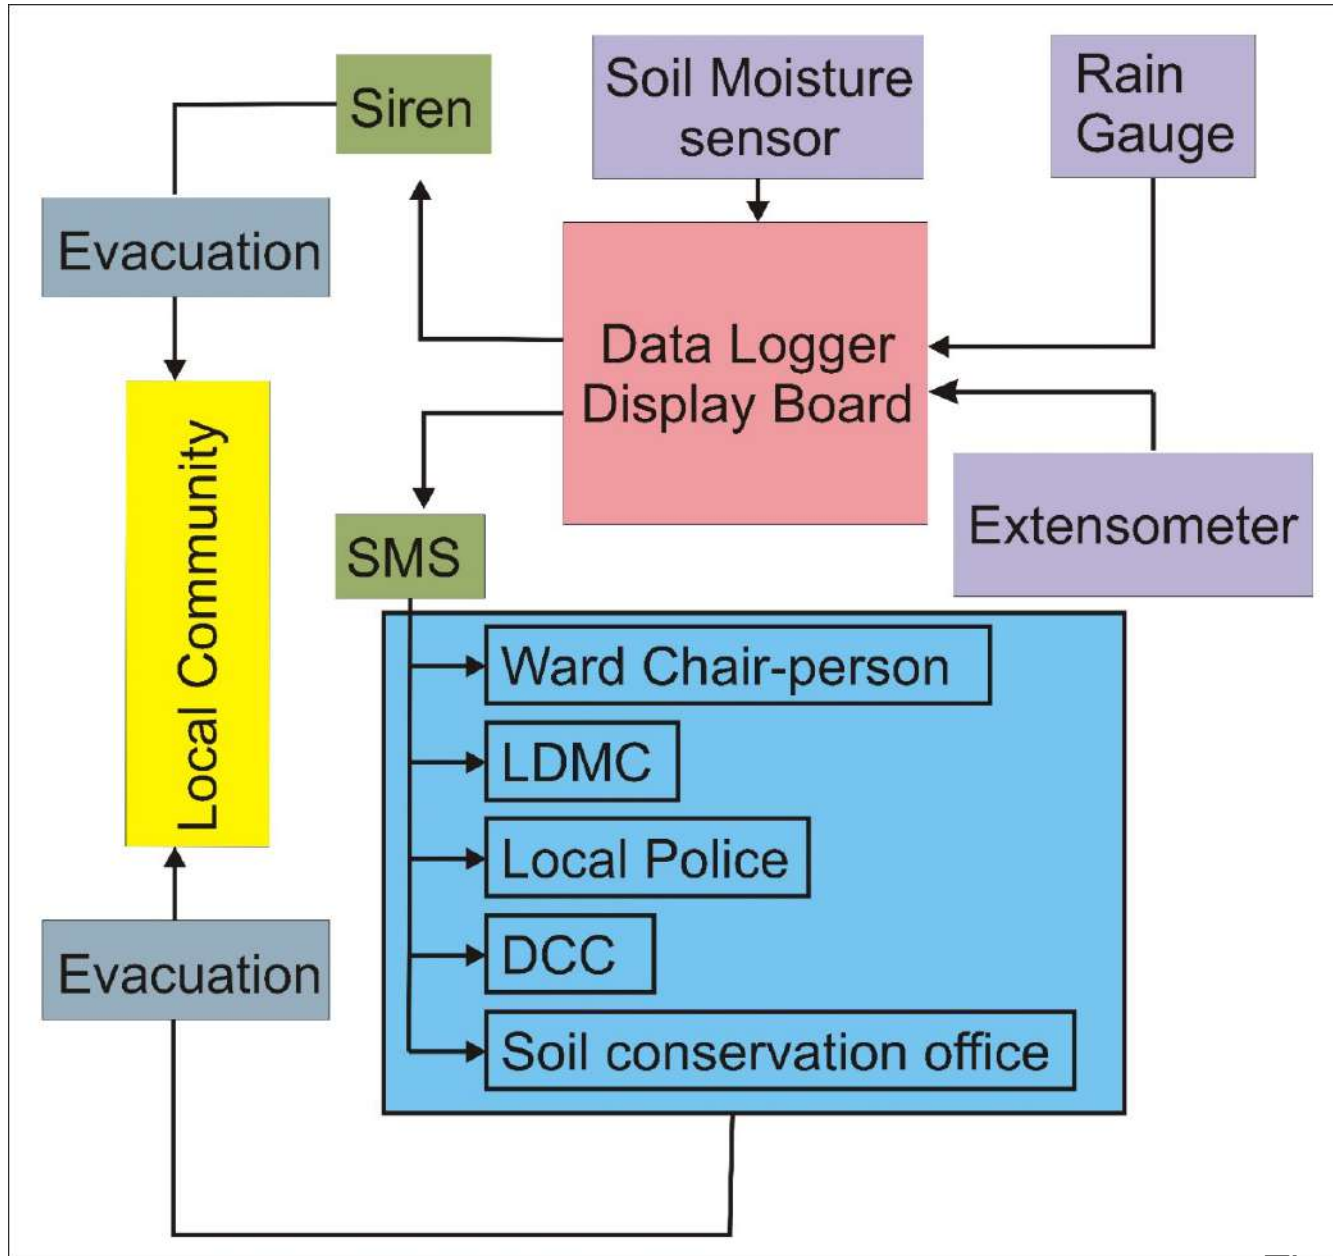 Siren
Soil Moisture
sensor
Rain
Gauge
Evacuation
Data Logger
Display Board
Local Community
Extensometer
SMS
Ward Chair-person
LDMC
Local Police
DCC
Evacuation
Soil conservation office